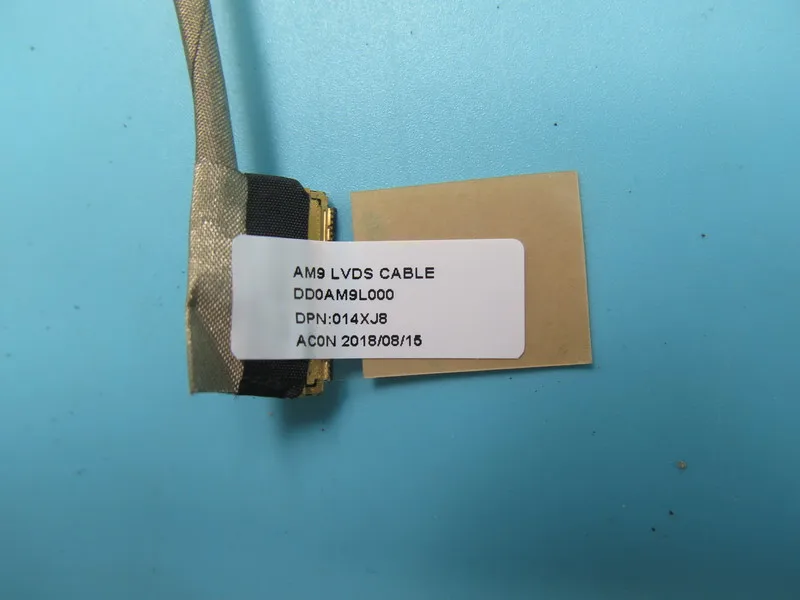 AM9 LVDS CABLE
DD0AM9L000
DPN:014XJ8
AC0N 2018/08/15